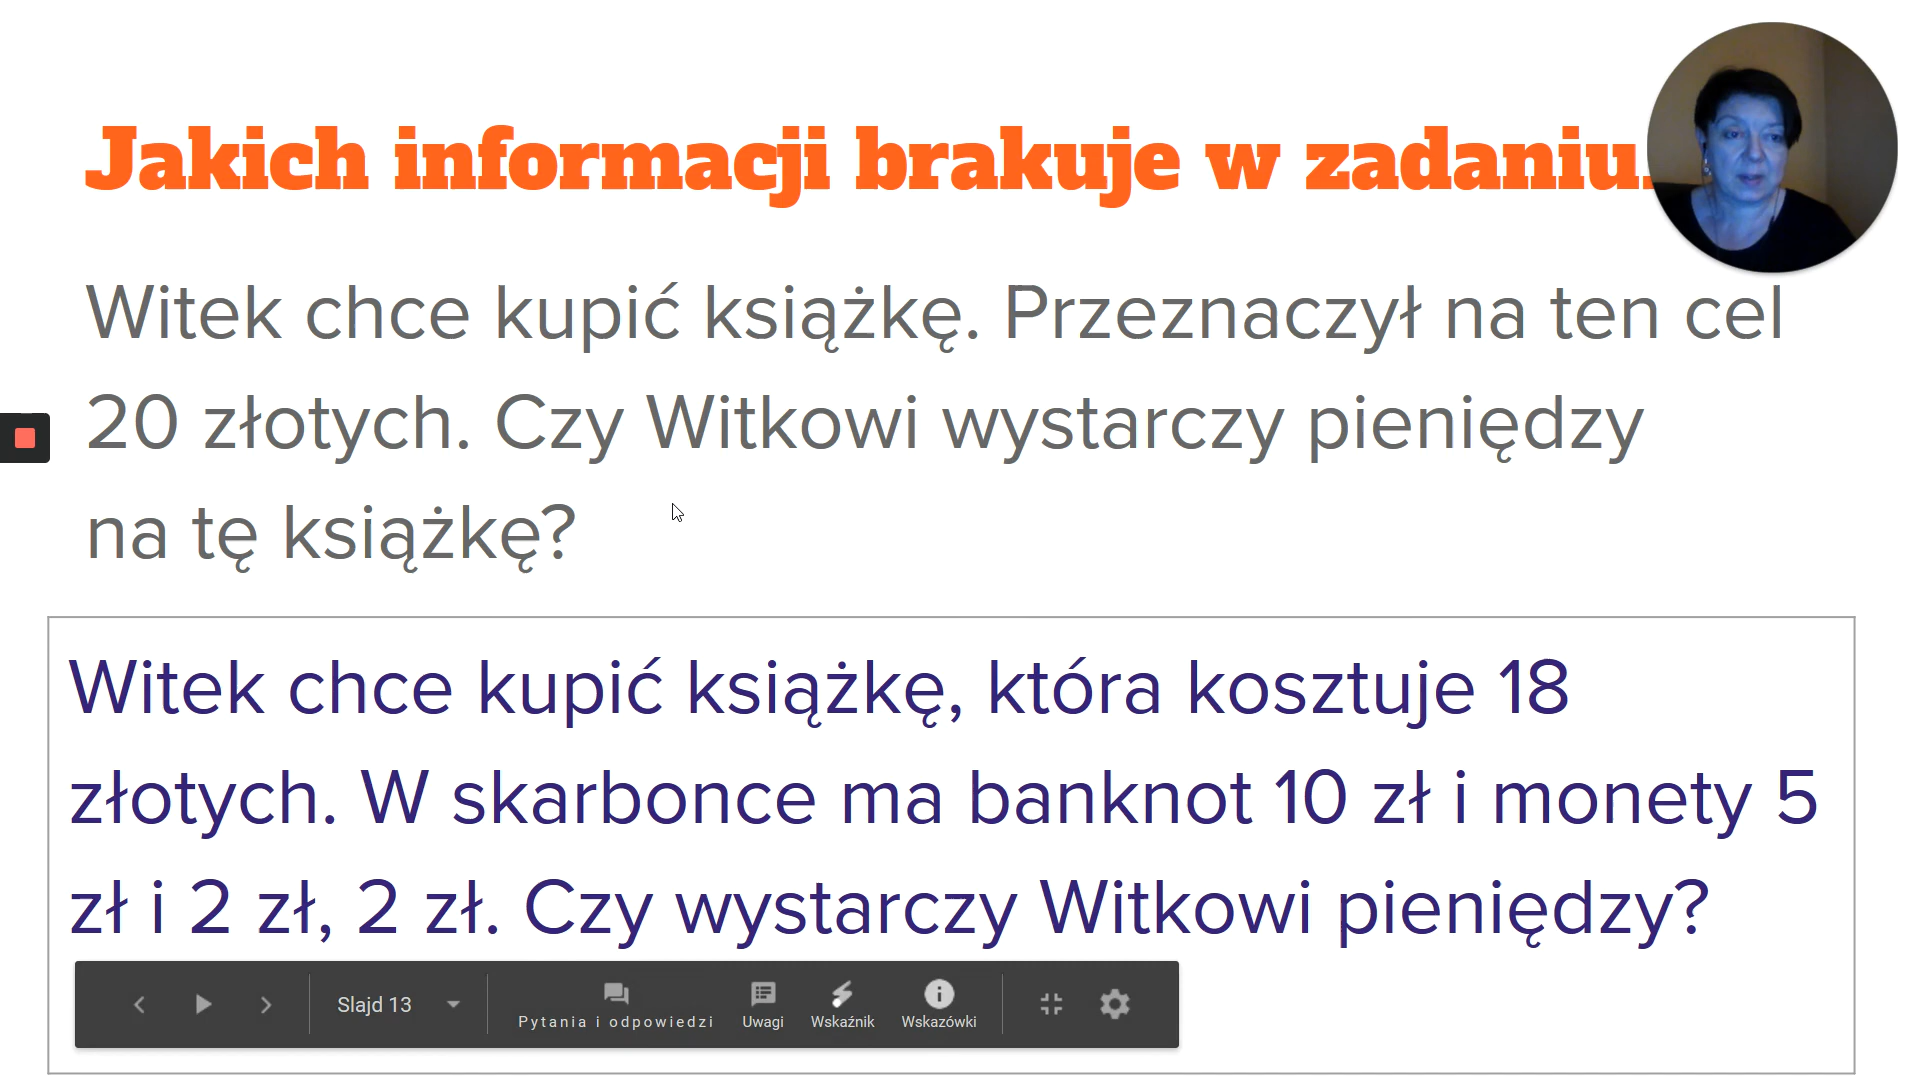 Jakich informacji brakuje w zadaniu
Witek chce kupić książkę. Przeznaczył na ten cel
20 złotych. Czy Witkowi wystarczy pieniędzy
na tę książkę?
Witek chce kupić książkę, która kosztuje 18
złotych. W skarbonce ma banknot 10 zł i monety 5
zł i 2 zł, 2 zł. Czy wystarczy Witkowi pieniędzy?
Slajd 13
Pytania i odpowiedzi
Uwagi
Wskaźnik
Wskazówki